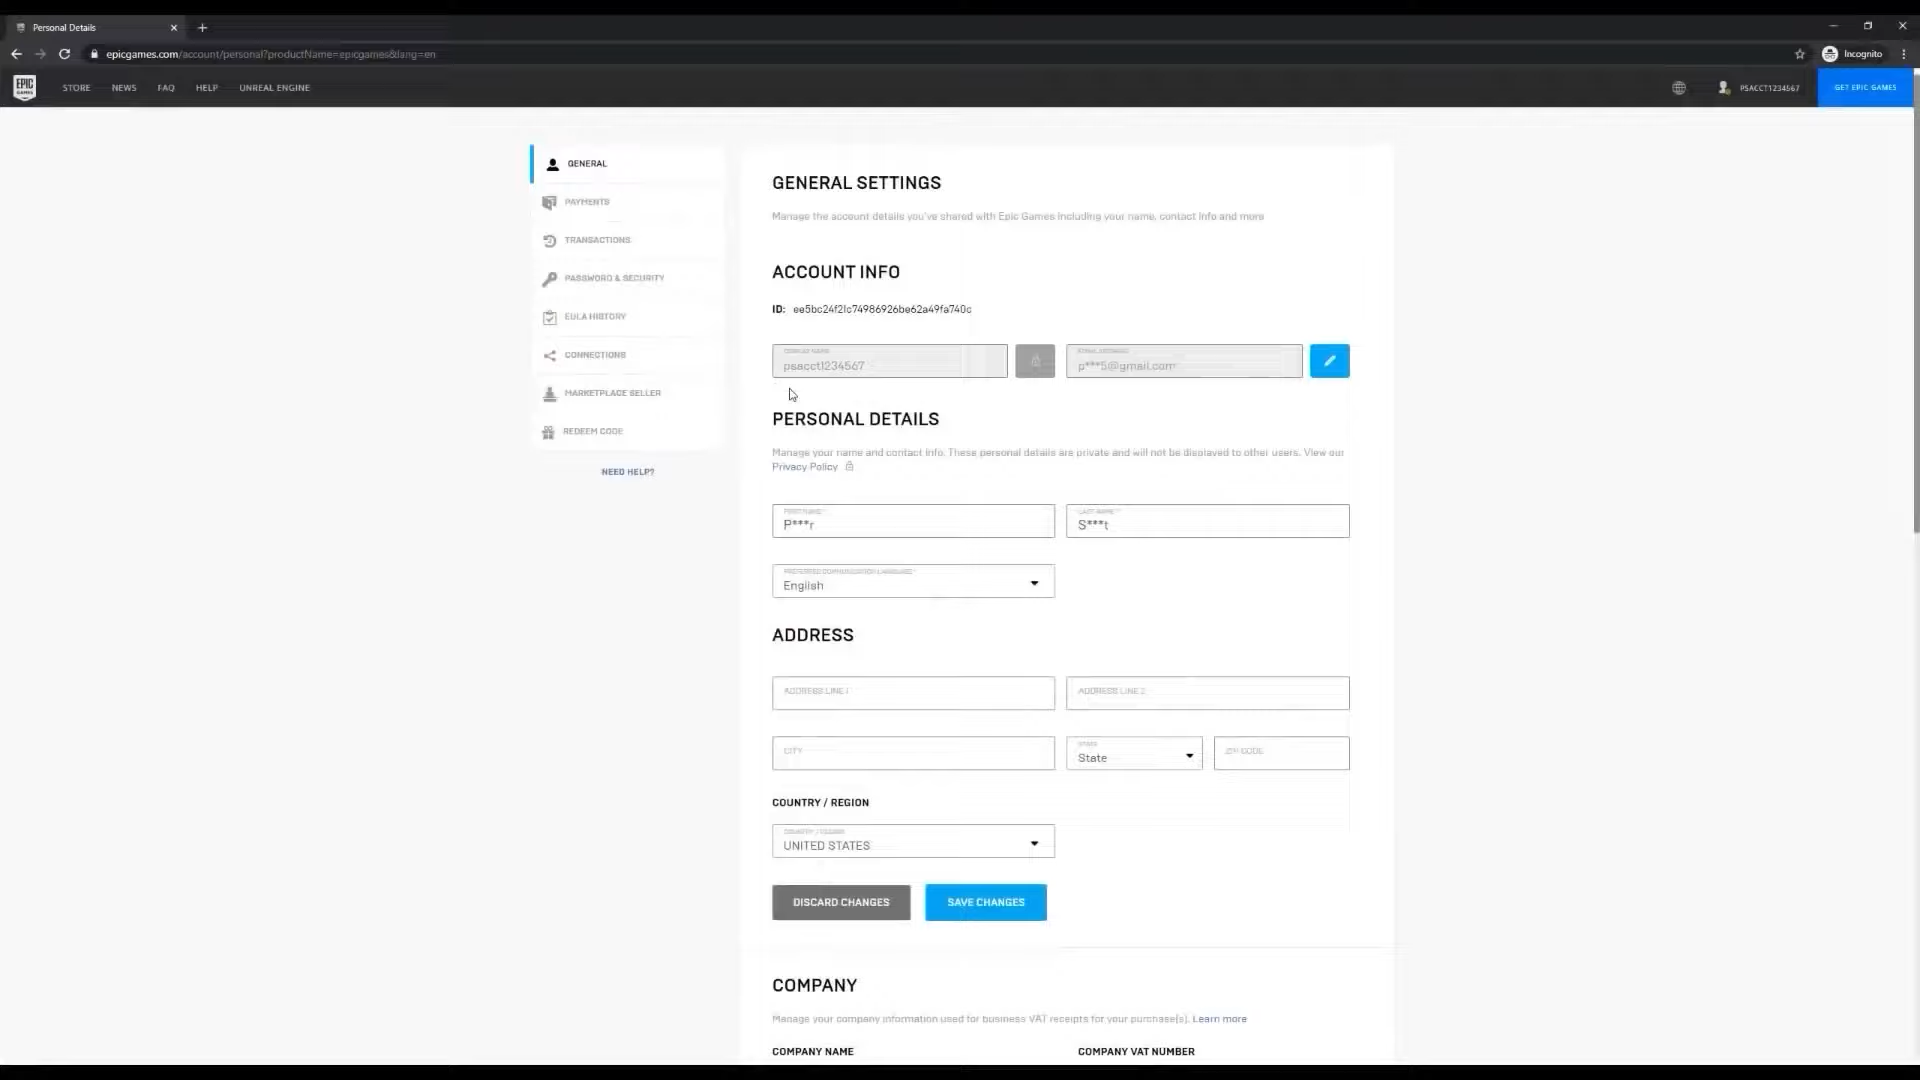 Personal Details
epicgames.com/account/personal?productName=epicgames&lang=en
Incognito
EPIC GAMES
STORE
NEWS
FAQ
HELP
UNREAL ENGINE
PSACCT1234567
GET EPIC GAMES
GENERAL
PAYMENTS
TRANSACTIONS
PASSWORD & SECURITY
EULA HISTORY
CONNECTIONS
MARKETPLACE SELLER
REDEEM CODE
NEED HELP?
GENERAL SETTINGS
Manage the account details you've shared with Epic Games including your name, contact info and more
ACCOUNT INFO
ID: ee5bc24f21c74986926be62a49fa740c
DISPLAY NAME
psacct1234567
EMAIL ADDRESS
p***5@gmail.com
PERSONAL DETAILS
Manage your name and contact info. These personal details are private and will not be displayed to other users. View our
Privacy Policy
FIRST NAME *
P***r
LAST NAME *
S***t
PREFERRED COMMUNICATION LANGUAGE *
English
ADDRESS
ADDRESS LINE 1
ADDRESS LINE 2
CITY
STATE
State
ZIP CODE
COUNTRY / REGION
COUNTRY / REGION
UNITED STATES
DISCARD CHANGES
SAVE CHANGES
COMPANY
Manage your company information used for business VAT receipts for your purchase(s). Learn more
COMPANY NAME
COMPANY VAT NUMBER